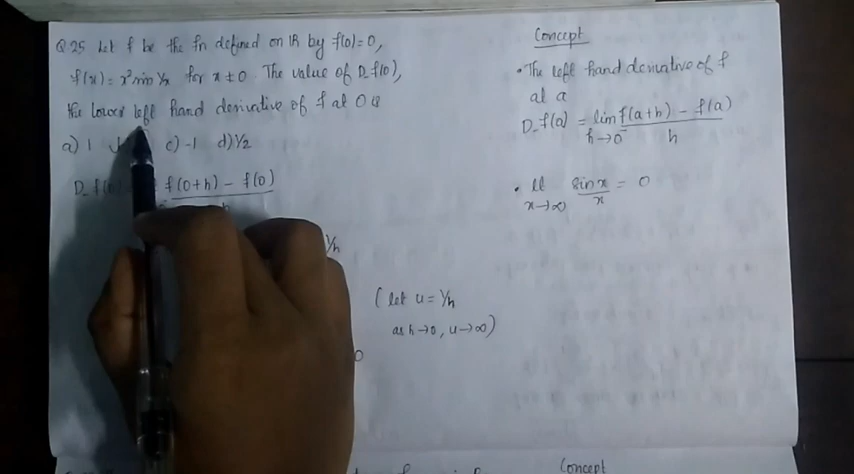 Q 25 Let f be the fn defined on IR by f(0)=0,
f(x) = x² sin 1/x for x ≠ 0. The value of D_ f(0),
the lower left hand derivative of f at 0 is
a) 1 c) -1 d) 1/2
f(0+h) - f(0)
1/h
(let u = 1/h
as h→0, u→∞)
0
Concept
• The left hand derivative of f
at a
D_ f(a) = lim f(a+h) - f(a)
h→0⁻ h
• lt sin x = 0
x→∞ x
Concept